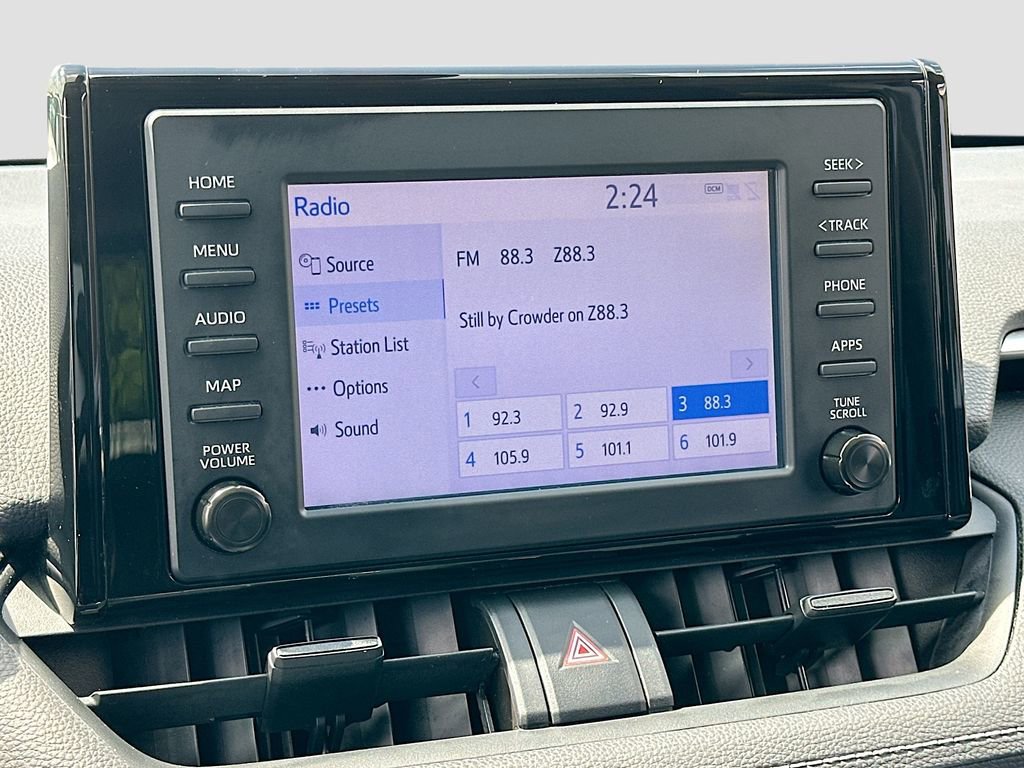 HOME
MENU
AUDIO
MAP
POWER
VOLUME
Radio
2:24
DCM
Source
Presets
Station List
Options
Sound
FM 88.3 Z88.3
Still by Crowder on Z88.3
<
>
1 92.3
2 92.9
3 88.3
4 105.9
5 101.1
6 101.9
SEEK>
<TRACK
PHONE
APPS
TUNE
SCROLL